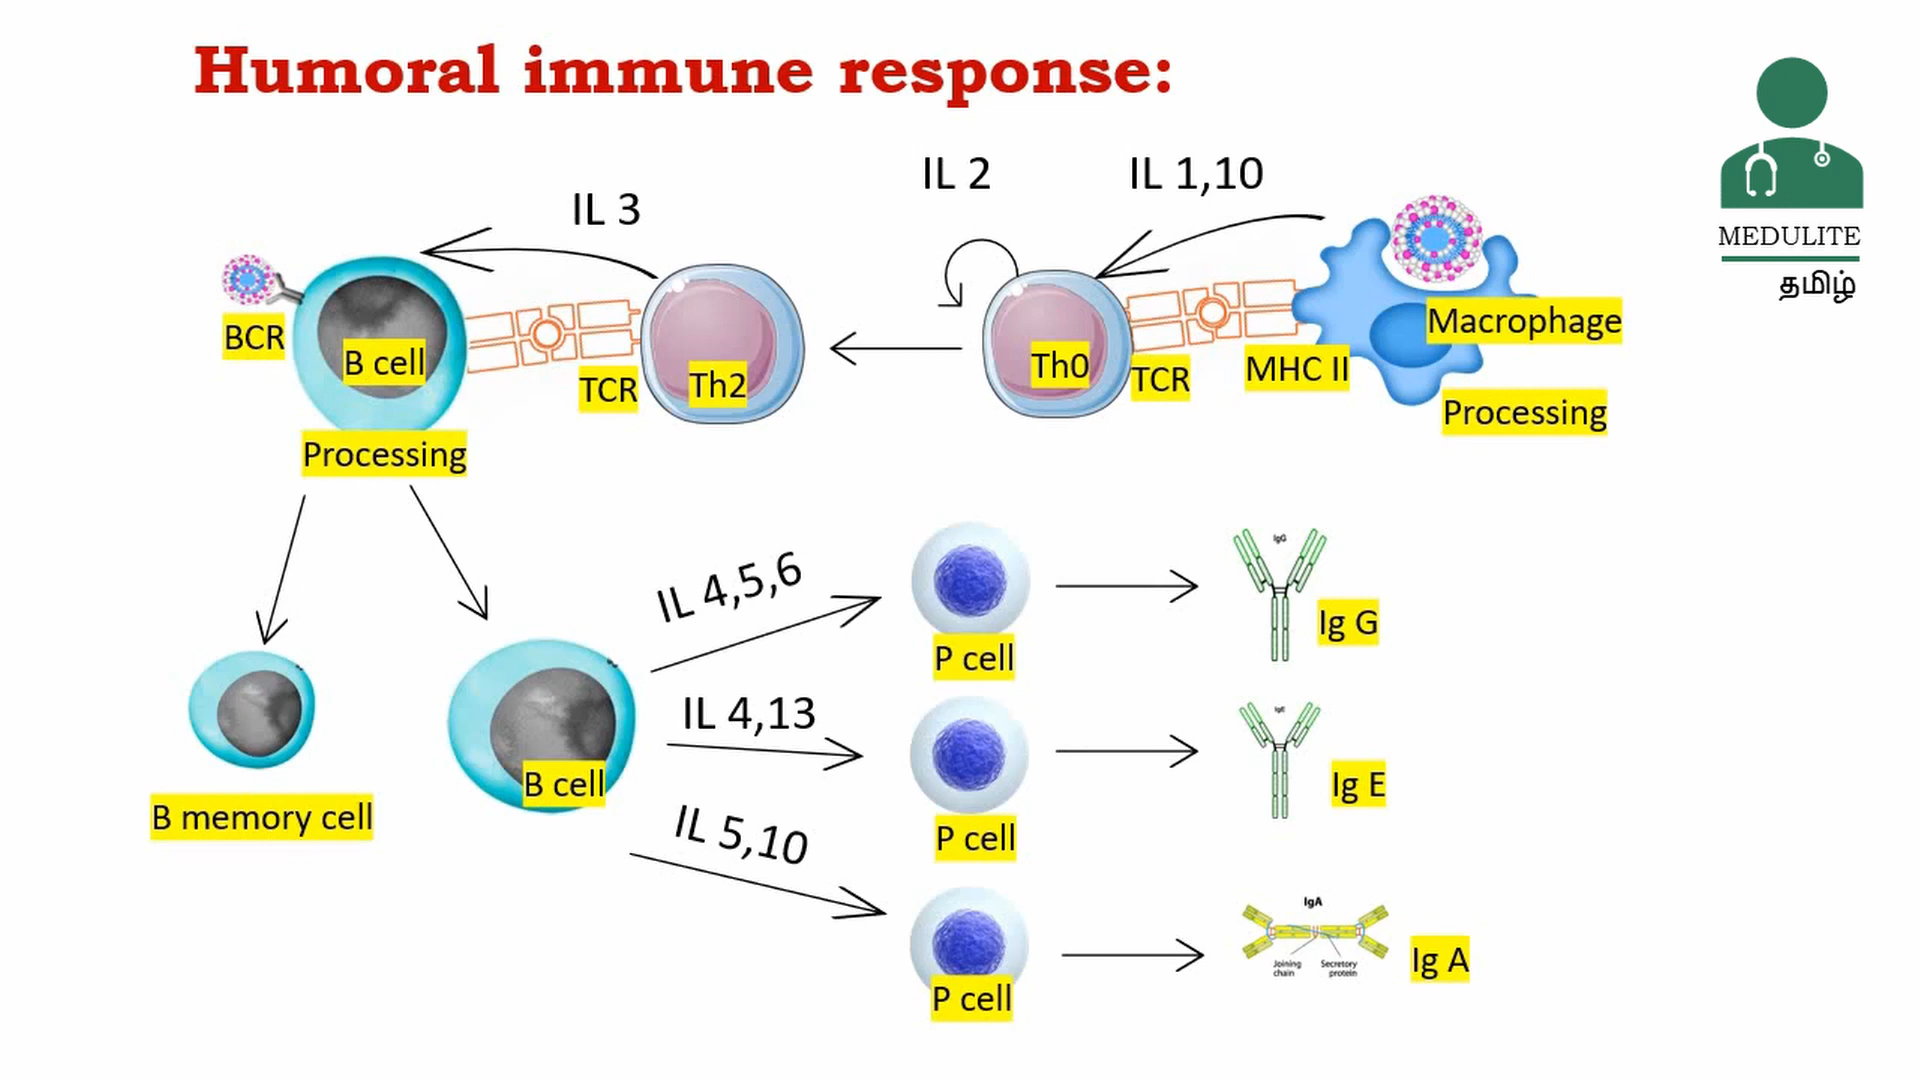 Humoral immune response:
MEDULITE
தமிழ்
IL 3
IL 2
IL 1,10
BCR
B cell
TCR
Th2
Th0
TCR
MHC II
Macrophage
Processing
Processing
IL 4,5,6
IL 4,13
IL 5,10
B memory cell
B cell
P cell
IgG
Ig G
P cell
IgE
Ig E
P cell
IgA
Joining
chain
Secretory
protein
Ig A